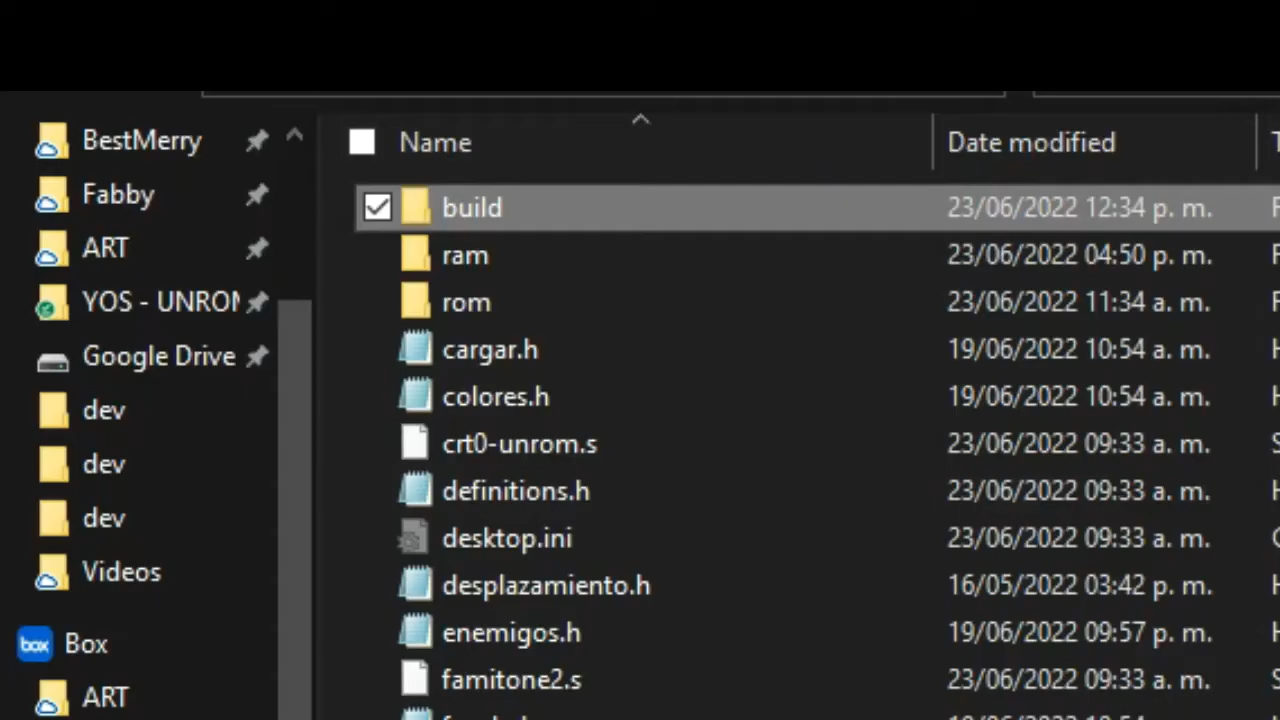 BestMerry
Fabby
ART
YOS - UNROM
Google Drive
dev
dev
dev
Videos
box Box
ART
Name Date modified
build 23/06/2022 12:34 p. m.
ram 23/06/2022 04:50 p. m.
rom 23/06/2022 11:34 a. m.
cargar.h 19/06/2022 10:54 a. m.
colores.h 19/06/2022 10:54 a. m.
crt0-unrom.s 23/06/2022 09:33 a. m.
definitions.h 23/06/2022 09:33 a. m.
desktop.ini 23/06/2022 09:33 a. m.
desplazamiento.h 16/05/2022 03:42 p. m.
enemigos.h 19/06/2022 09:57 p. m.
famitone2.s 23/06/2022 09:33 a. m.